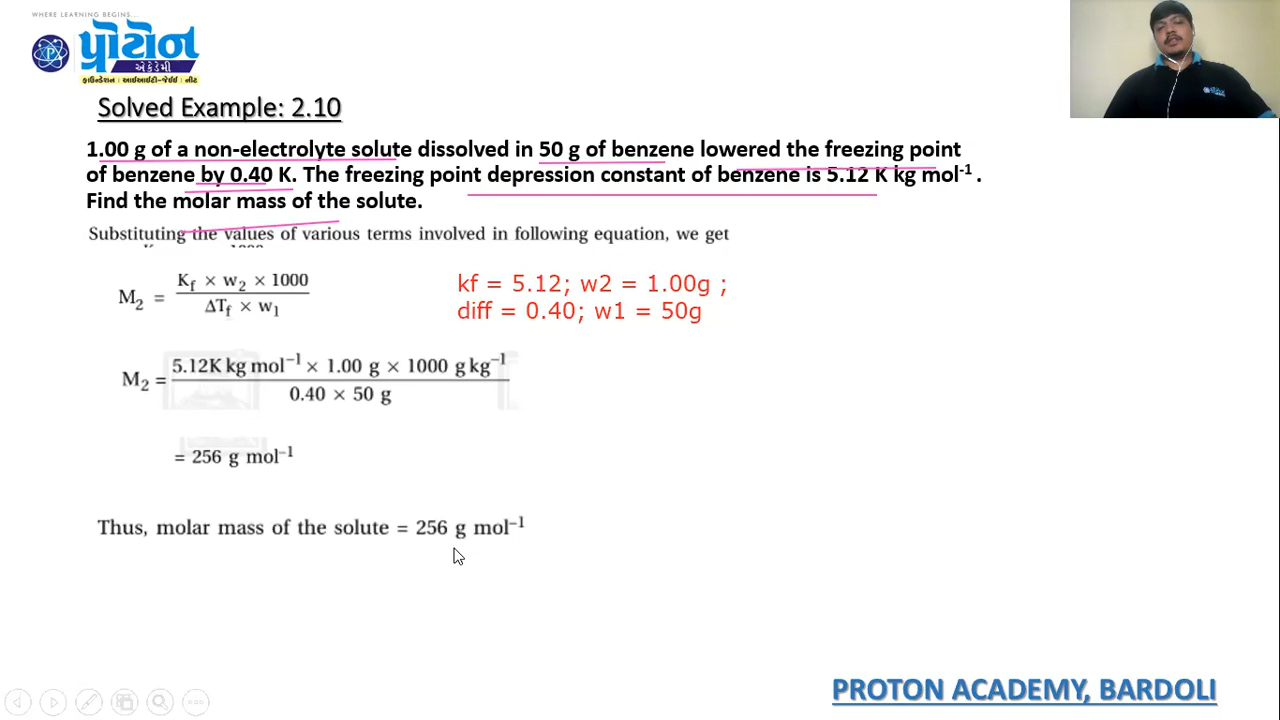 WHERE LEARNING BEGINS...
પ્રોટોન
એકેડેમી
ફાઉન્ડેશન | આઈઆઈટી-જેઈઈ | નીટ
Solved Example: 2.10
1.00 g of a non-electrolyte solute dissolved in 50 g of benzene lowered the freezing point
of benzene by 0.40 K. The freezing point depression constant of benzene is 5.12 K kg mol⁻¹ .
Find the molar mass of the solute.
Substituting the values of various terms involved in following equation, we get
M₂ = (K_f × w₂ × 1000) / (ΔT_f × w₁)
kf = 5.12; w2 = 1.00g ;
diff = 0.40; w1 = 50g
M₂ = (5.12K kg mol⁻¹ × 1.00 g × 1000 g kg⁻¹) / (0.40 × 50 g)
= 256 g mol⁻¹
Thus, molar mass of the solute = 256 g mol⁻¹
PROTON ACADEMY, BARDOLI